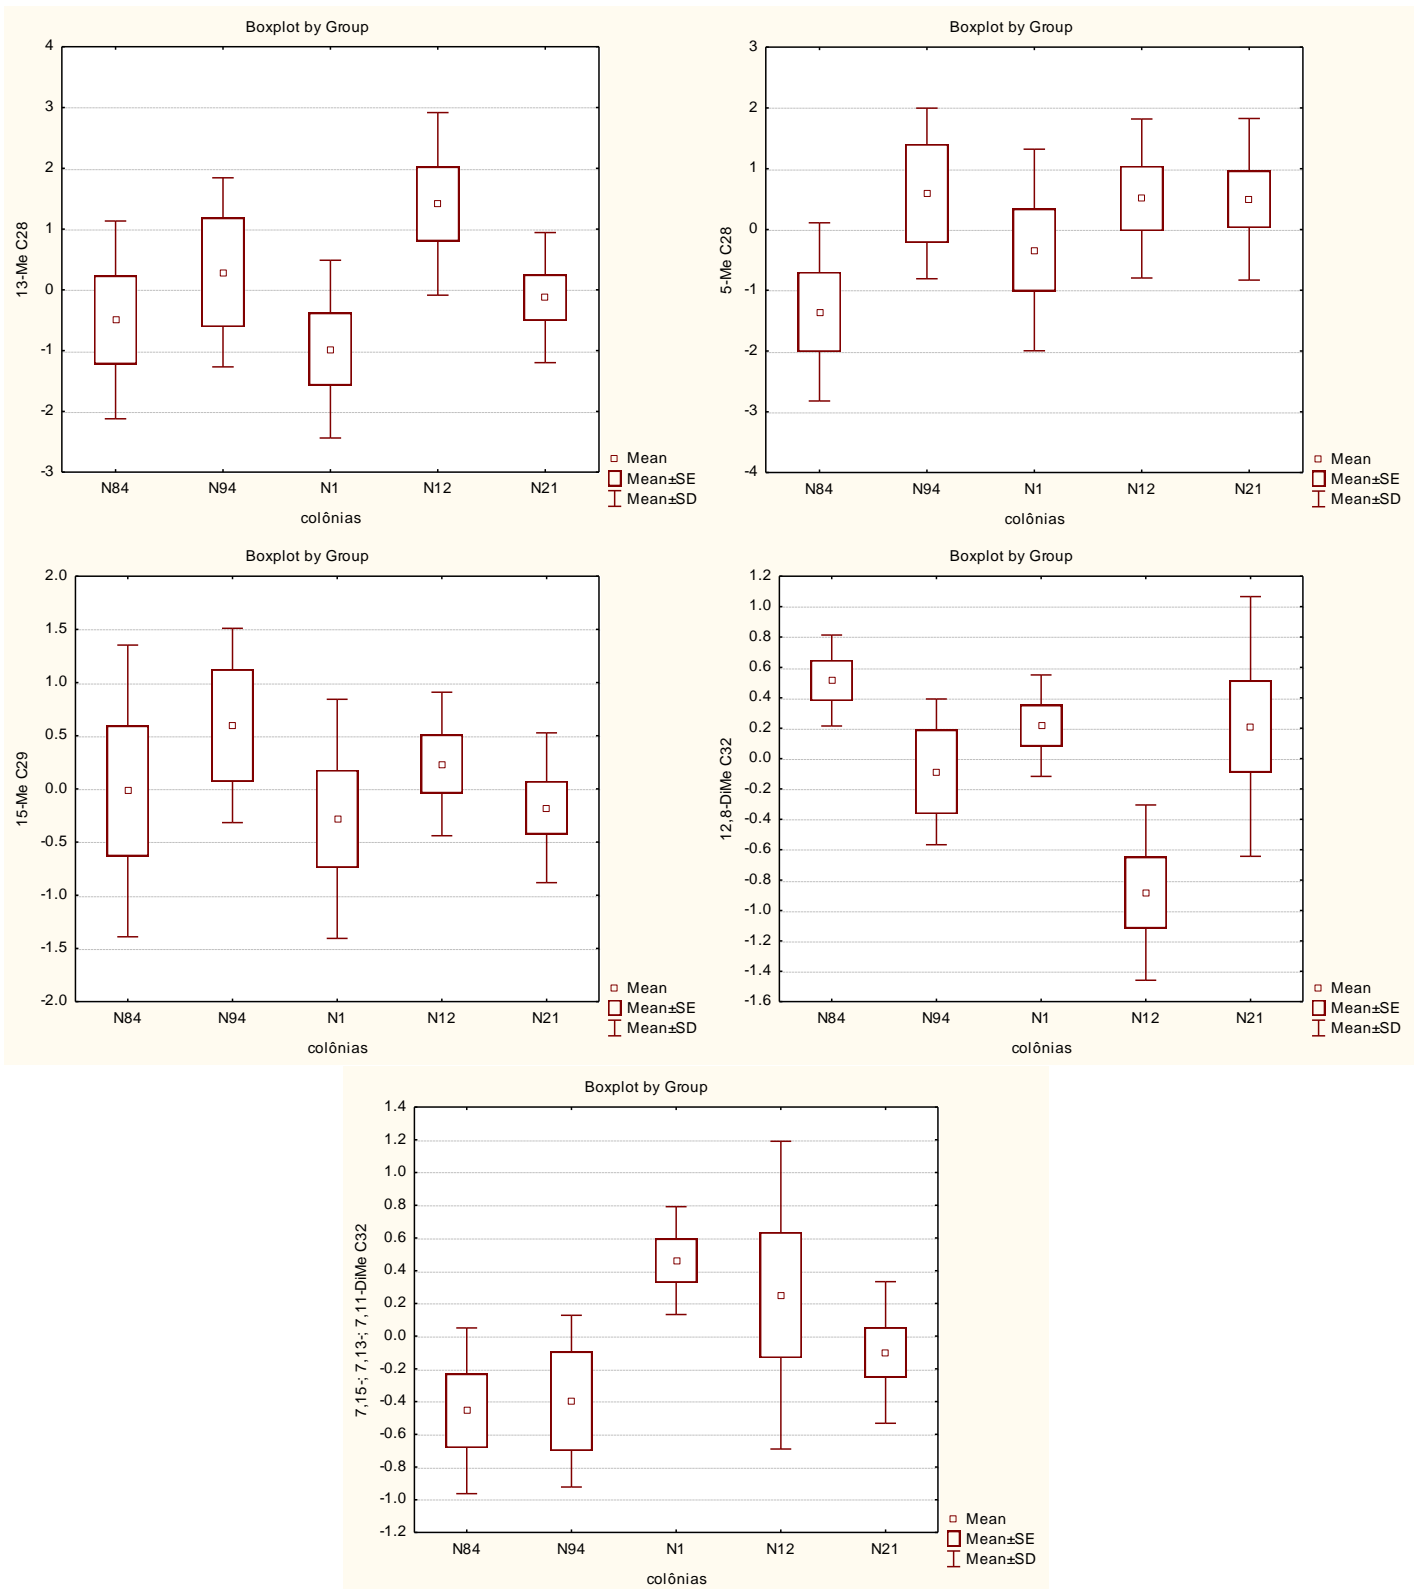 Boxplot by Group
4
3
2
1
0
-1
-2
-3
13-Me C28
N84 N94 N1 N12 N21
colônias
Mean
Mean±SE
Mean±SD
Boxplot by Group
3
2
1
0
-1
-2
-3
-4
5-Me C28
N84 N94 N1 N12 N21
colônias
Mean
Mean±SE
Mean±SD
Boxplot by Group
2.0
1.5
1.0
0.5
0.0
-0.5
-1.0
-1.5
-2.0
15-Me C29
N84 N94 N1 N12 N21
colônias
Mean
Mean±SE
Mean±SD
Boxplot by Group
1.2
1.0
0.8
0.6
0.4
0.2
0.0
-0.2
-0.4
-0.6
-0.8
-1.0
-1.2
-1.4
-1.6
12,8-DiMe C32
N84 N94 N1 N12 N21
colônias
Mean
Mean±SE
Mean±SD
Boxplot by Group
1.4
1.2
1.0
0.8
0.6
0.4
0.2
0.0
-0.2
-0.4
-0.6
-0.8
-1.0
-1.2
7,15-; 7,13-; 7,11-DiMe C32
N84 N94 N1 N12 N21
colônias
Mean
Mean±SE
Mean±SD